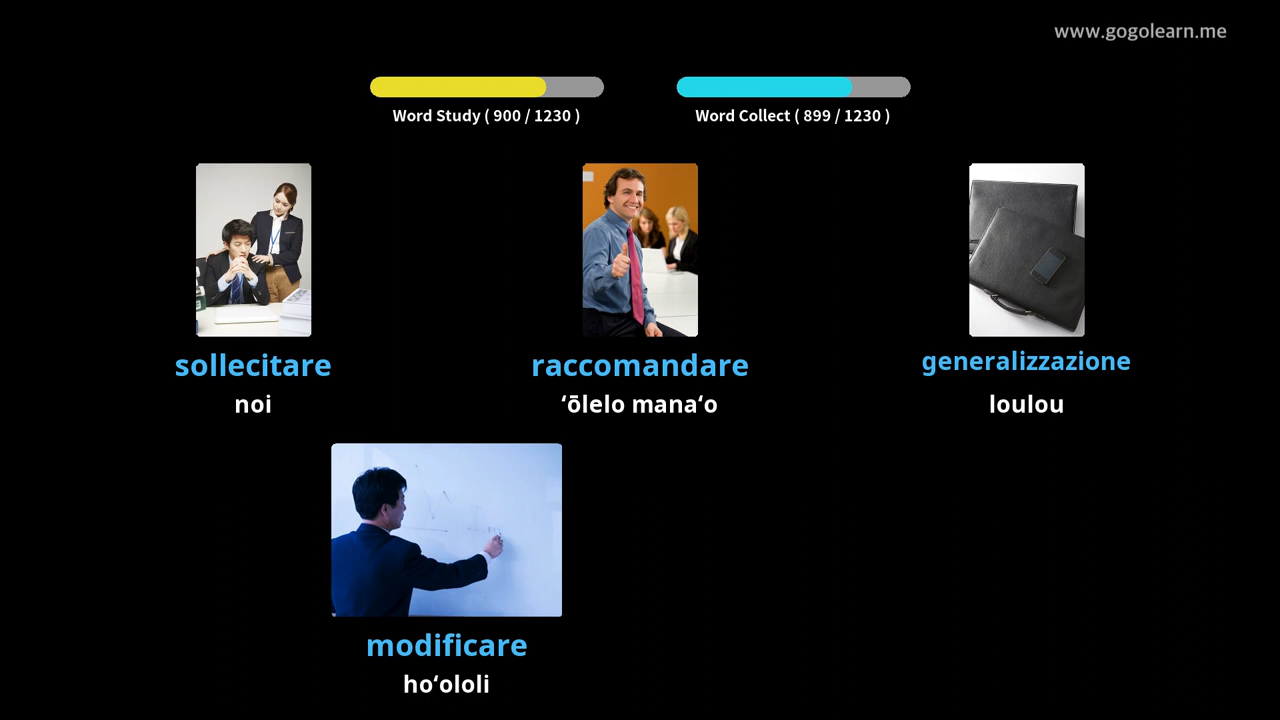 www.gogolearn.me
Word Study ( 900 / 1230 )
Word Collect ( 899 / 1230 )
sollecitare
raccomandare
generalizzazione
noi
ʻōlelo manaʻo
loulou
modificare
hoʻololi